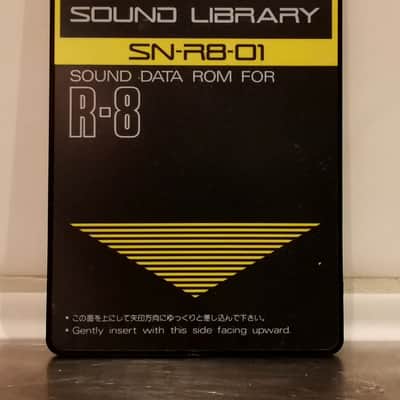 SOUND LIBRARY
SN-R8-01
SOUND DATA ROM FOR
R-8
• この面を上にして矢印方向にゆっくりと差し込んで下さい。
• Gently insert with this side facing upward.